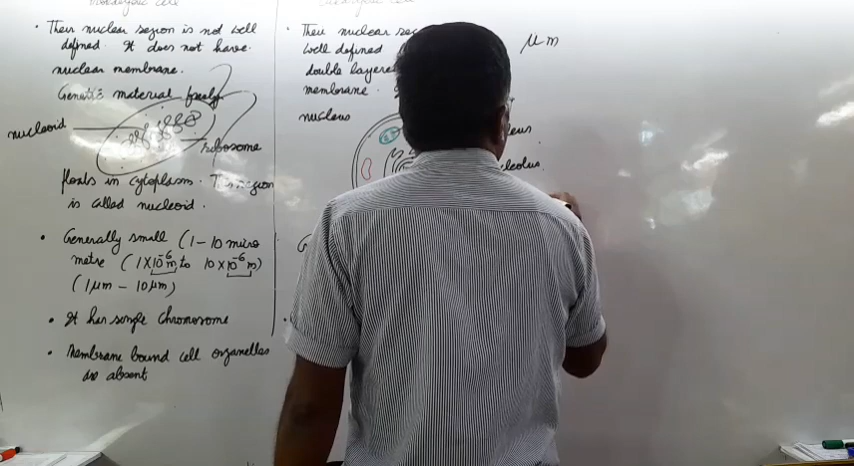 cell
cell
• Their nuclear region is not well
defined. It does not have
nuclear membrane.
Genetic material freely
nucleoid
ribosome
floats in cytoplasm. This region
is called nucleoid.
• Generally small (1 – 10 micro
metre (1×10⁻⁶m to 10×10⁻⁶m)
(1μm – 10μm)
• It has single chromosome
• Membrane bound cell organelles
are absent
• Their nuclear
well defined
double layered
membrane.
nucleus
μm